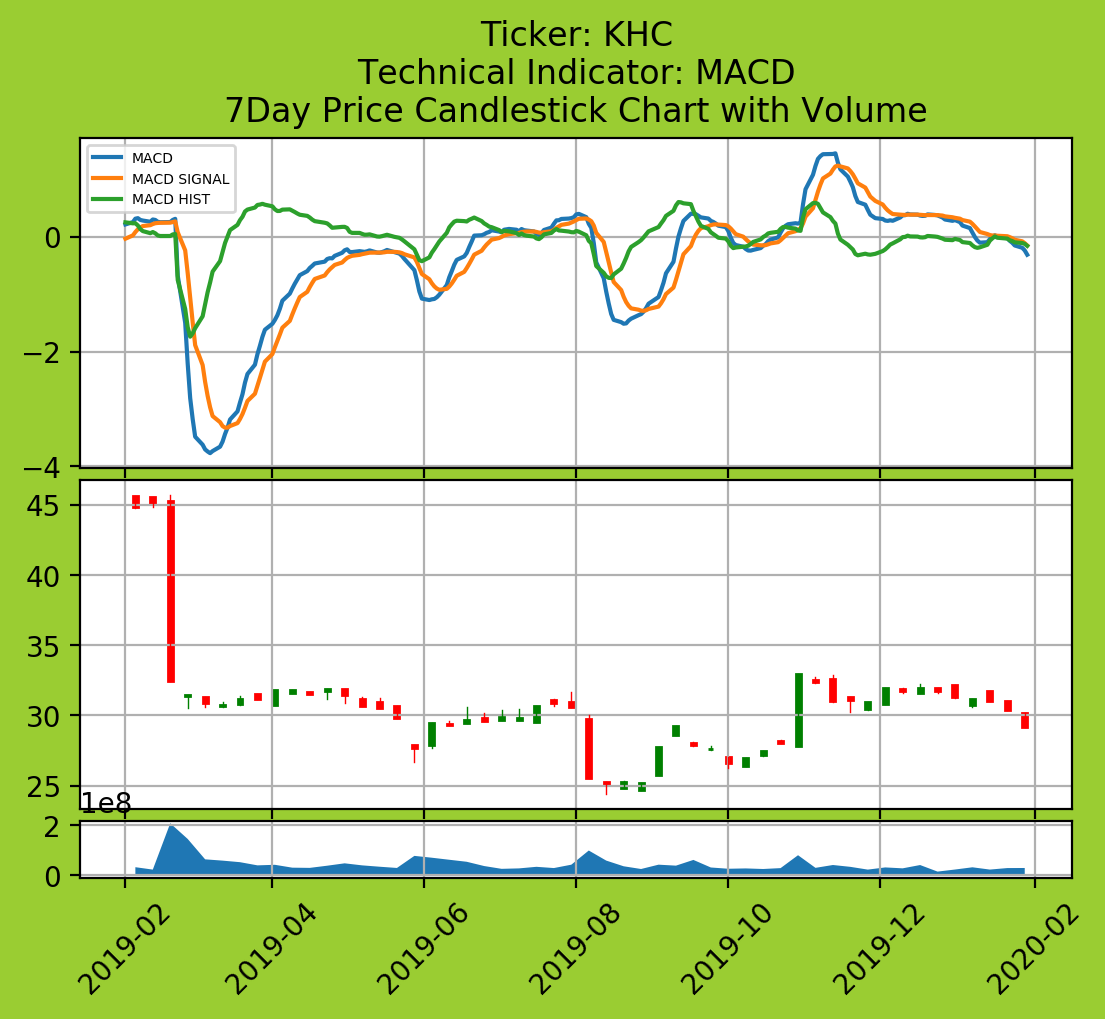 Ticker: KHC
Technical Indicator: MACD
7Day Price Candlestick Chart with Volume
MACD
MACD SIGNAL
MACD HIST
0
−2
−4
45
40
35
30
25
1e8
2
0
2019-02
2019-04
2019-06
2019-08
2019-10
2019-12
2020-02